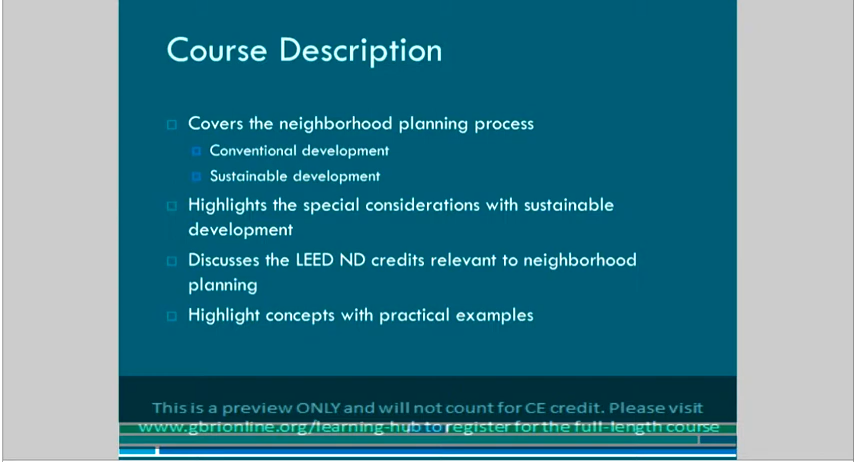 Course Description
Covers the neighborhood planning process
Conventional development
Sustainable development
Highlights the special considerations with sustainable
development
Discusses the LEED ND credits relevant to neighborhood
planning
Highlight concepts with practical examples
This is a preview ONLY and will not count for CE credit. Please visit
www.gbrionline.org/learning-hub to register for the full-length course